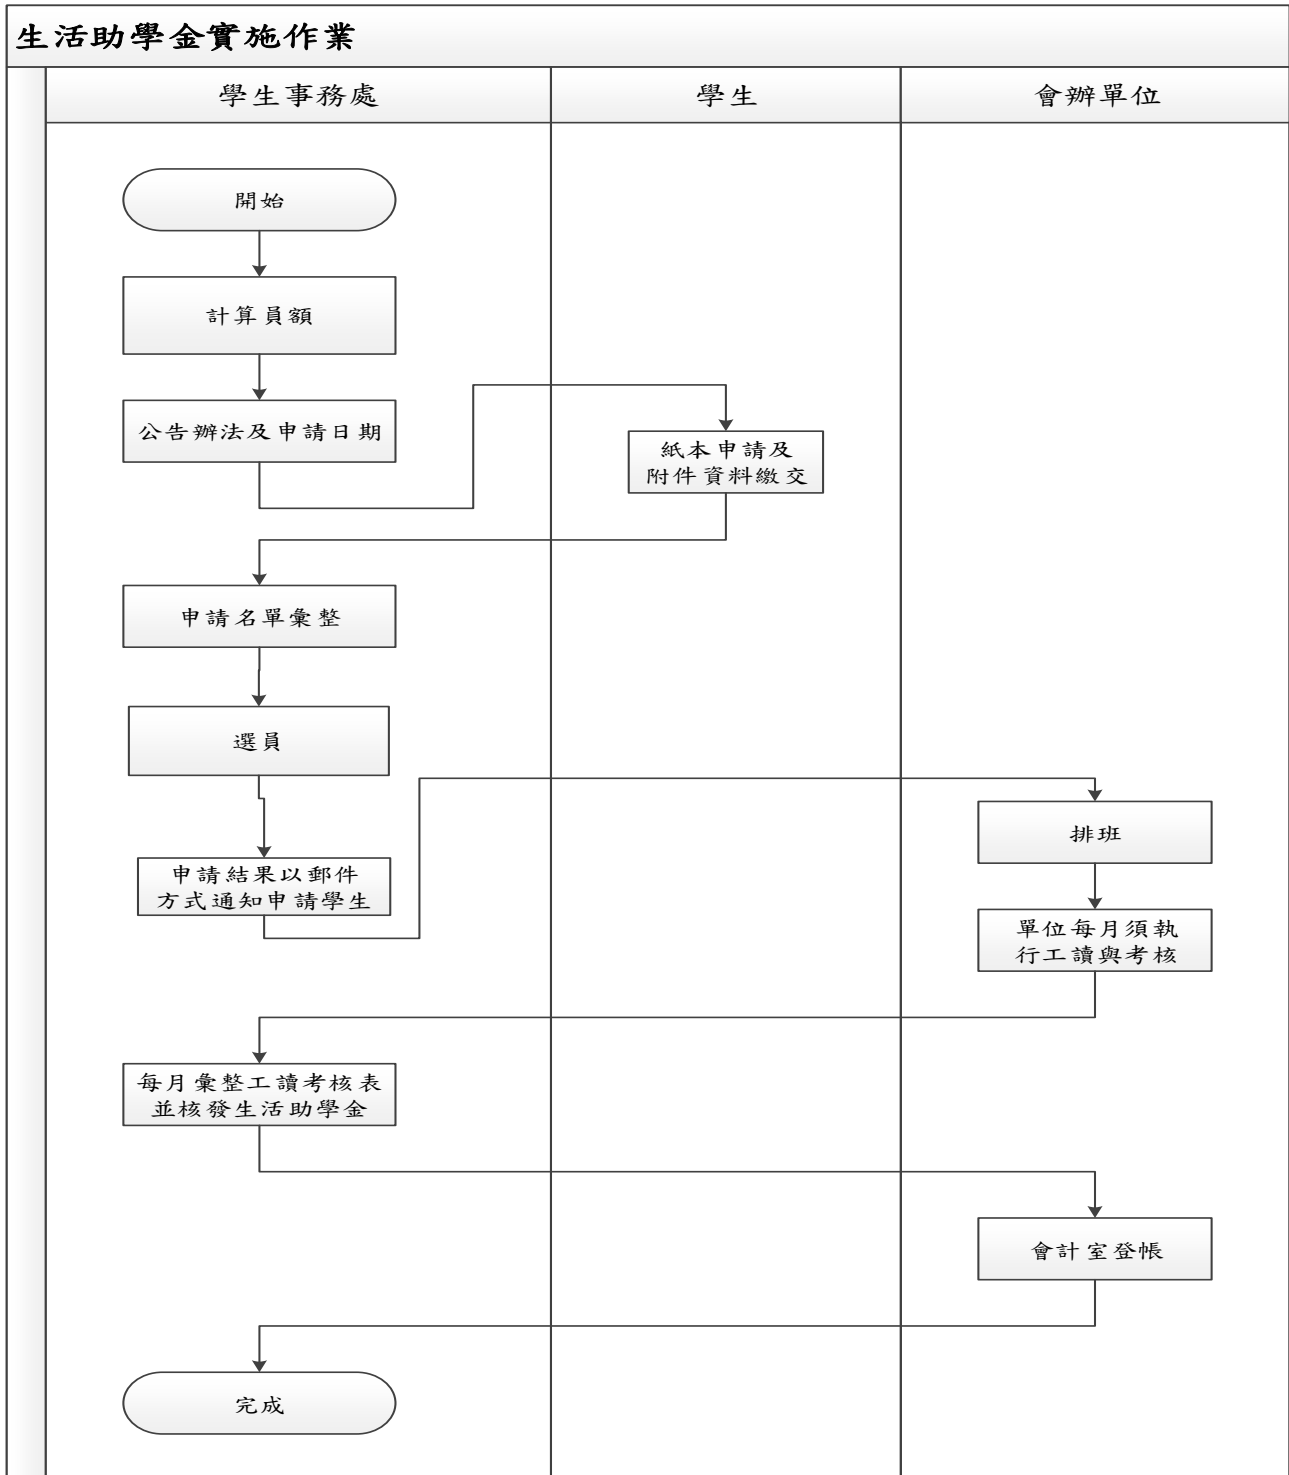 生活助學金實施作業
學生事務處
學生
會辦單位
開始
計算員額
公告辦法及申請日期
紙本申請及
附件資料繳交
申請名單彙整
選員
申請結果以郵件
方式通知申請學生
排班
單位每月須執
行工讀與考核
每月彙整工讀考核表
並核發生活助學金
會計室登帳
完成